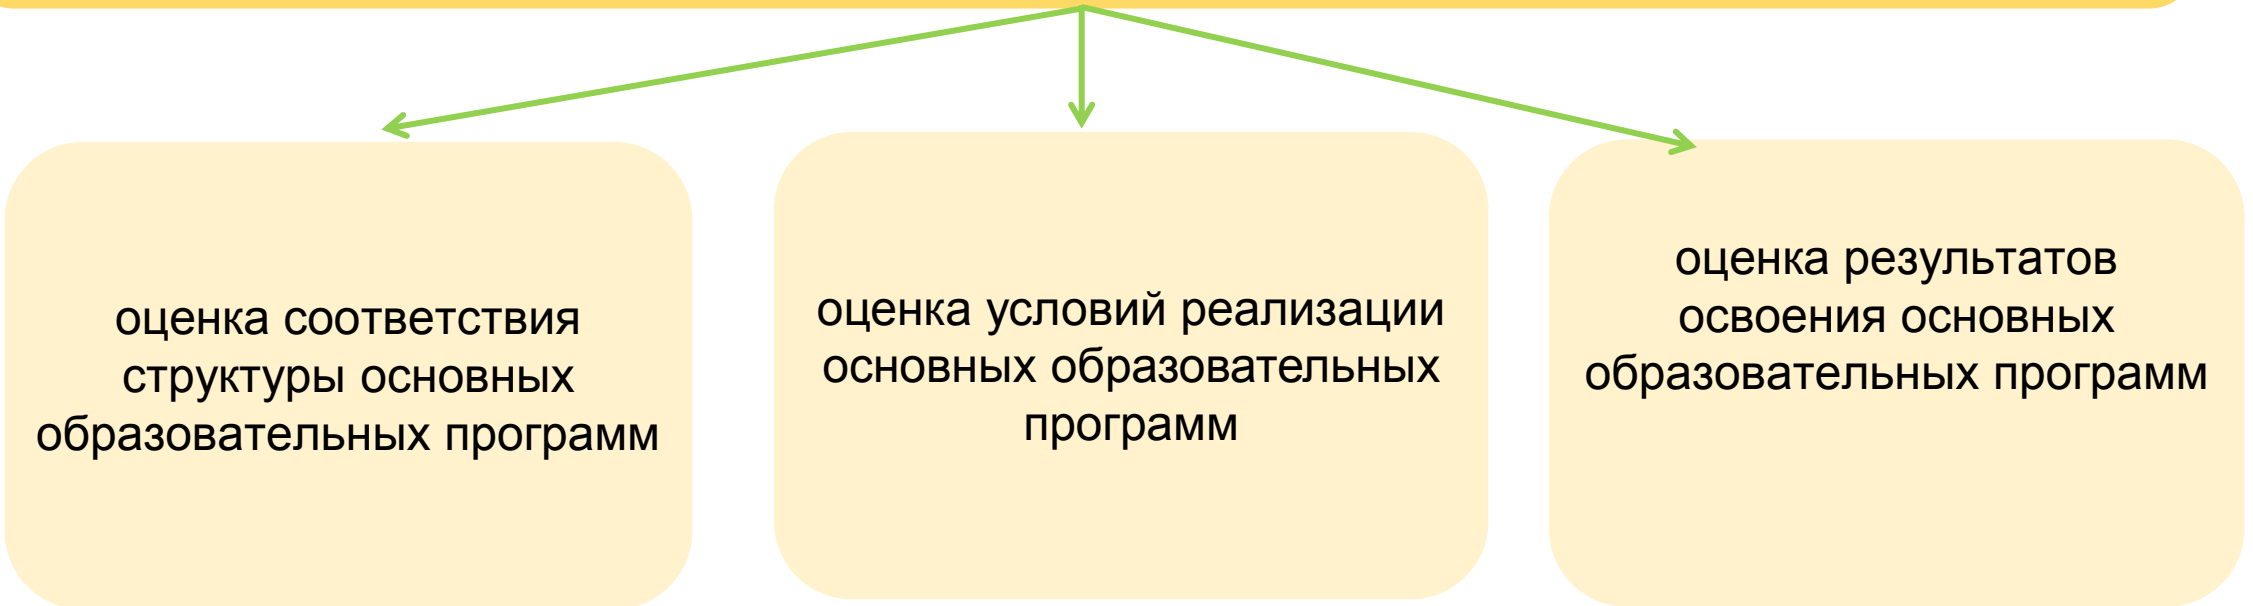 оценка соответствия
структуры основных
образовательных программ
оценка условий реализации
основных образовательных
программ
оценка результатов
освоения основных
образовательных программ